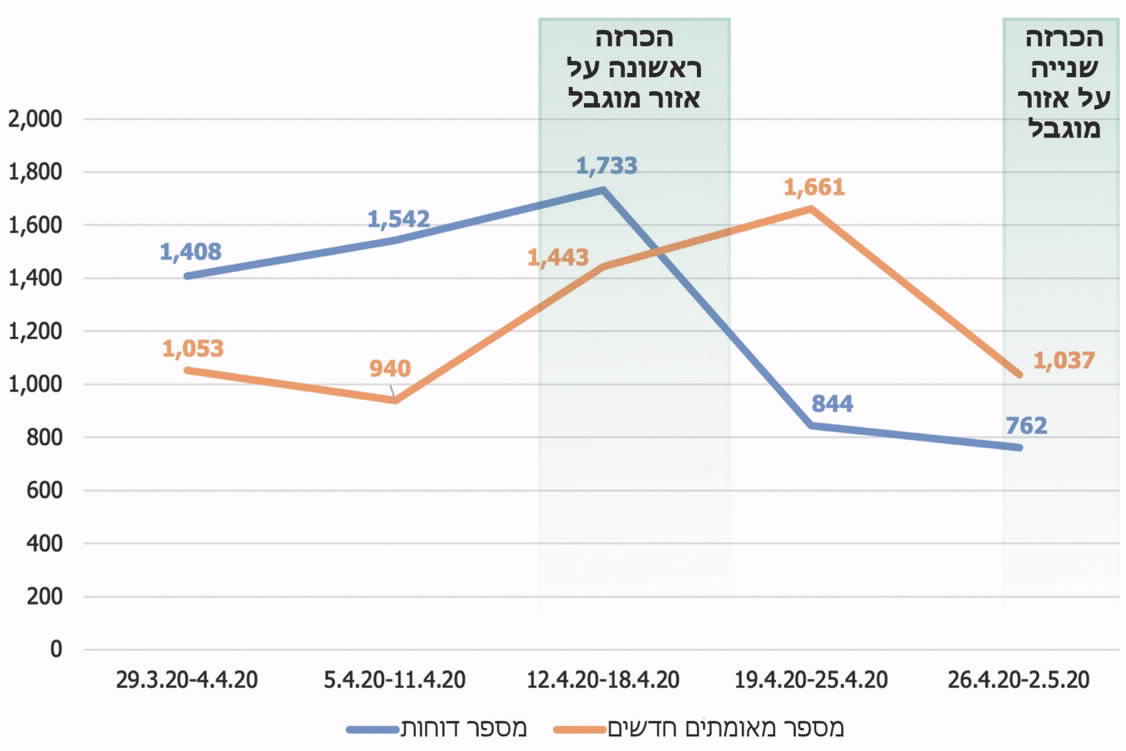 הכרזה
ראשונה על
אזור מוגבל
הכרזה
שנייה
על אזור
מוגבל
2,000
1,800
1,600
1,400
1,200
1,000
800
600
400
200
0
1,408
1,542
1,733
844
762
1,053
940
1,443
1,661
1,037
29.3.20-4.4.20
5.4.20-11.4.20
12.4.20-18.4.20
19.4.20-25.4.20
26.4.20-2.5.20
מספר דוחות
מספר מאומתים חדשים